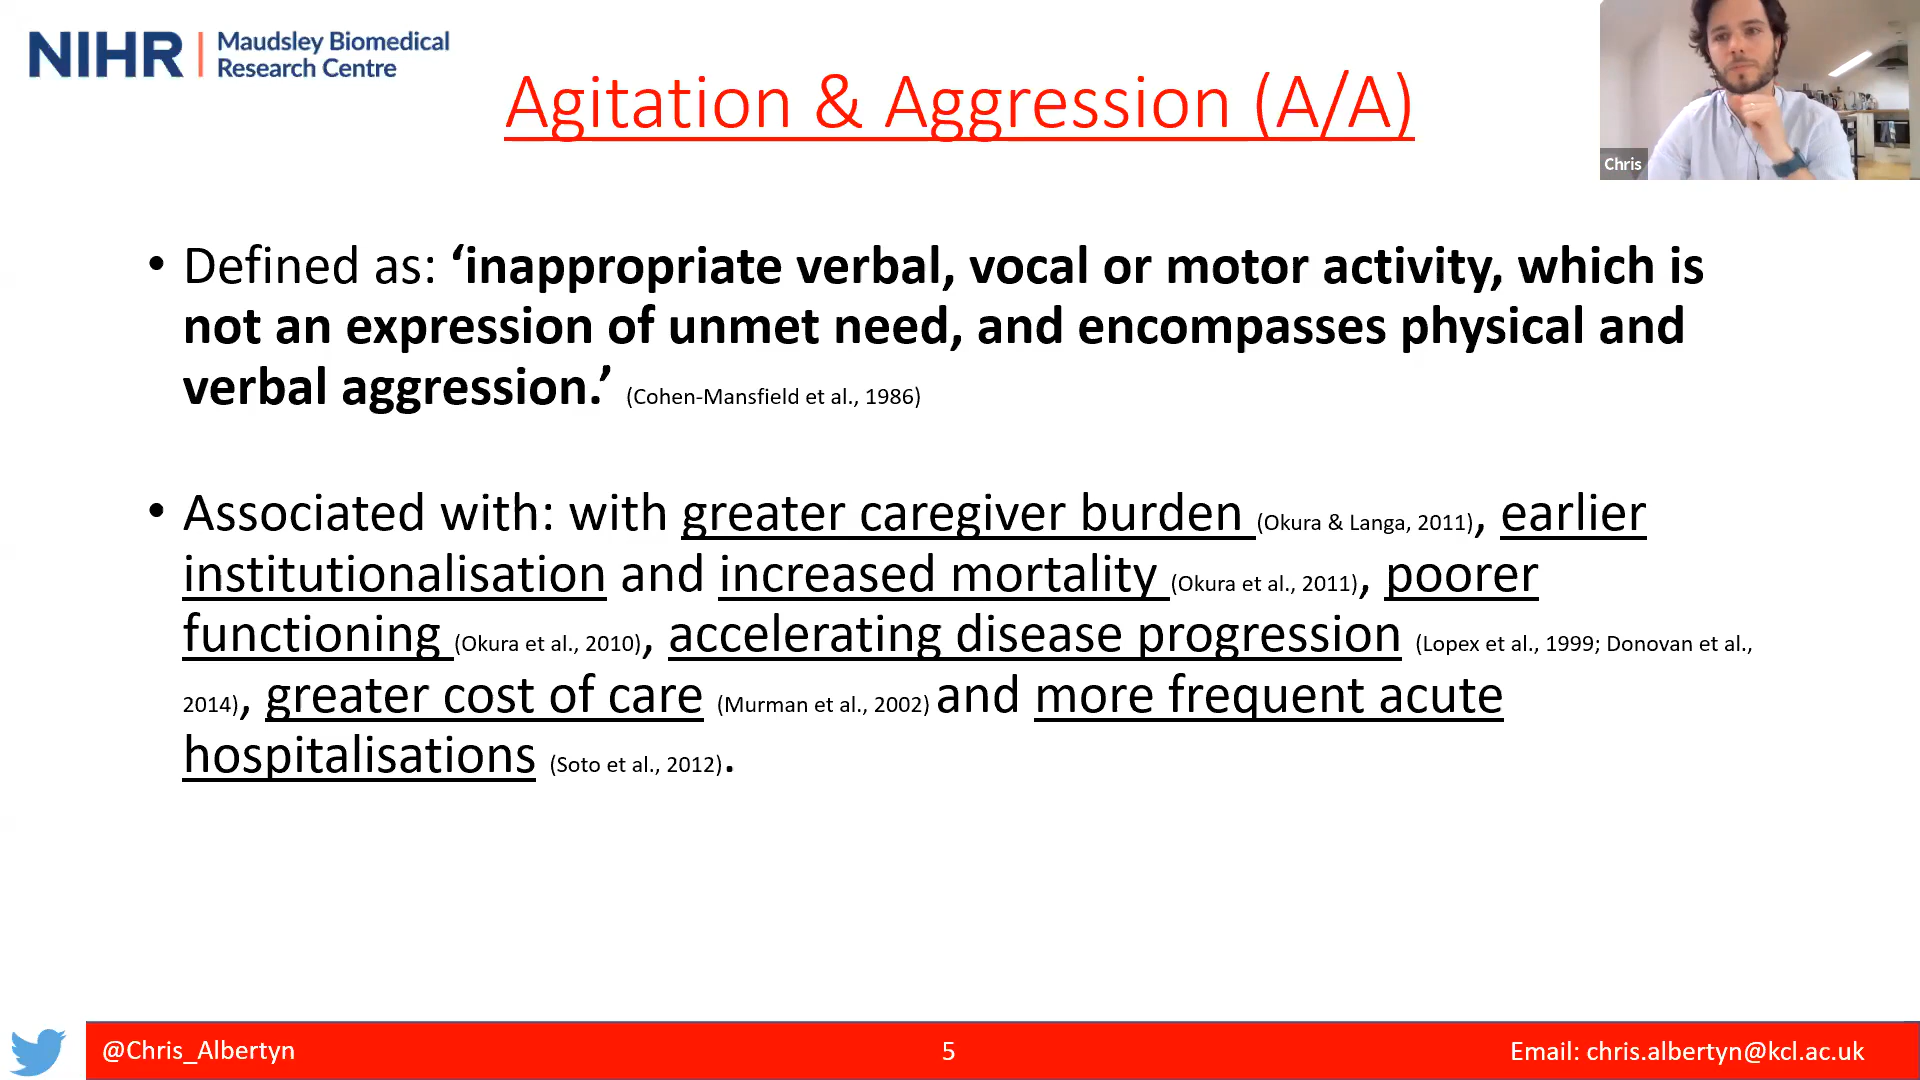 NIHR | Maudsley Biomedical
Research Centre
Agitation & Aggression (A/A)
Chris
• Defined as: ‘inappropriate verbal, vocal or motor activity, which is
not an expression of unmet need, and encompasses physical and
verbal aggression.’ (Cohen-Mansfield et al., 1986)
• Associated with: with greater caregiver burden (Okura & Langa, 2011), earlier
institutionalisation and increased mortality (Okura et al., 2011), poorer
functioning (Okura et al., 2010), accelerating disease progression (Lopex et al., 1999; Donovan et al.,
2014), greater cost of care (Murman et al., 2002) and more frequent acute
hospitalisations (Soto et al., 2012).
@Chris_Albertyn
5
Email: chris.albertyn@kcl.ac.uk